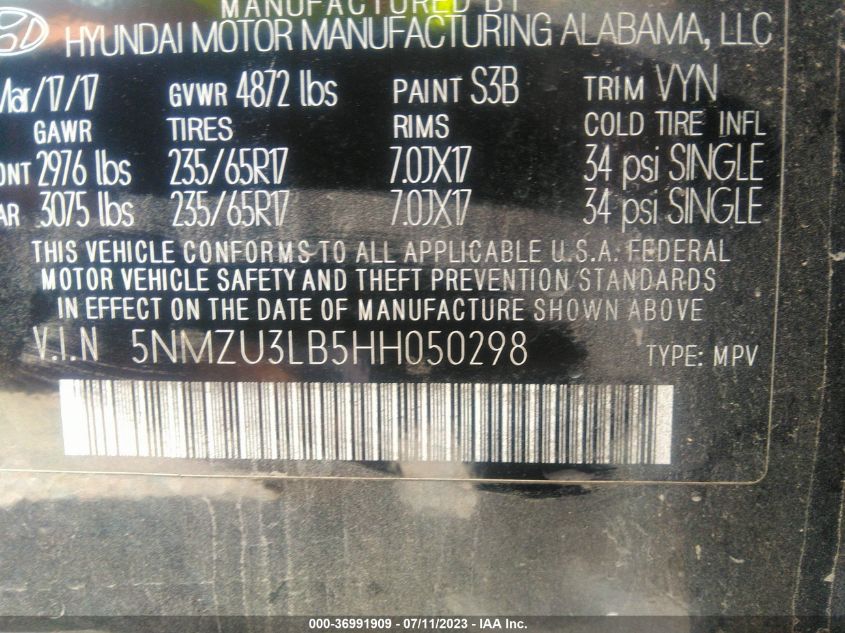 MANUFACTURED BY
HYUNDAI MOTOR MANUFACTURING ALABAMA, LLC
Mar/17/17 GVWR 4872 lbs PAINT S3B TRIM VYN
GAWR TIRES RIMS COLD TIRE INFL
ONT 2976 lbs 235/65R17 7.0JX17 34 psi SINGLE
AR 3075 lbs 235/65R17 7.0JX17 34 psi SINGLE
THIS VEHICLE CONFORMS TO ALL APPLICABLE U.S.A. FEDERAL
MOTOR VEHICLE SAFETY AND THEFT PREVENTION STANDARDS
IN EFFECT ON THE DATE OF MANUFACTURE SHOWN ABOVE
V.I.N 5NMZU3LB5HH050298 TYPE: MPV
000-36991909 / 07/11/2023 - IAA Inc.